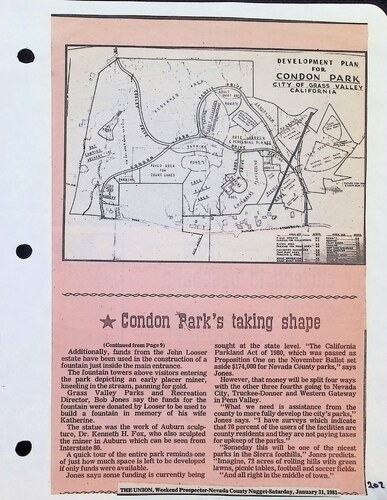 DEVELOPMENT PLAN
FOR
CONDON PARK
CITY OF GRASS VALLEY
CALIFORNIA
★ Condon Park's taking shape
(Continued from Page 9)
Additionally, funds from the John Looser
estate have been used in the construction of a
fountain just inside the main entrance.
The fountain towers above visitors entering
the park depicting an early placer miner,
kneeling in the stream, panning for gold.
Grass Valley Parks and Recreation
Director, Bob Jones say the funds for the
fountain were donated by Looser to be used to
build a fountain in memory of his wife
Katherine.
The statue was the work of Auburn sculp-
ture, Dr. Kenneth H. Fox, who also sculpted
the miner in Auburn which can be seen from
Interstate 80.
A quick tour of the entire park reminds one
of just how much space is left to be developed
if only funds were available.
Jones says some funding is currently being
sought at the state level. "The California
Parkland Act of 1980, which was passed as
Proposition One on the November Ballot set
aside $174,000 for Nevada County parks," says
Jones.
However, that money will be split four ways
with the other three fourths going to Nevada
City, Truckee-Donner and Western Gateway
in Penn Valley.
"What we need is assistance from the
county to more fully develop the city's parks,"
Jones says. "I have surveys which indicate
that 76 percent of the users of the facilities are
county residents and they are not paying taxes
for upkeep of the parks."
"Someday this will be one of the nicest
parks in the Sierra foothills," Jones predicts.
"Imagine, 72 acres of rolling hills with green
lawns, picnic tables, football and soccer fields.
"And all right in the middle of town."
THE UNION, Weekend Prospector-Nevada County Nugget-Saturday, January 31, 1981
202